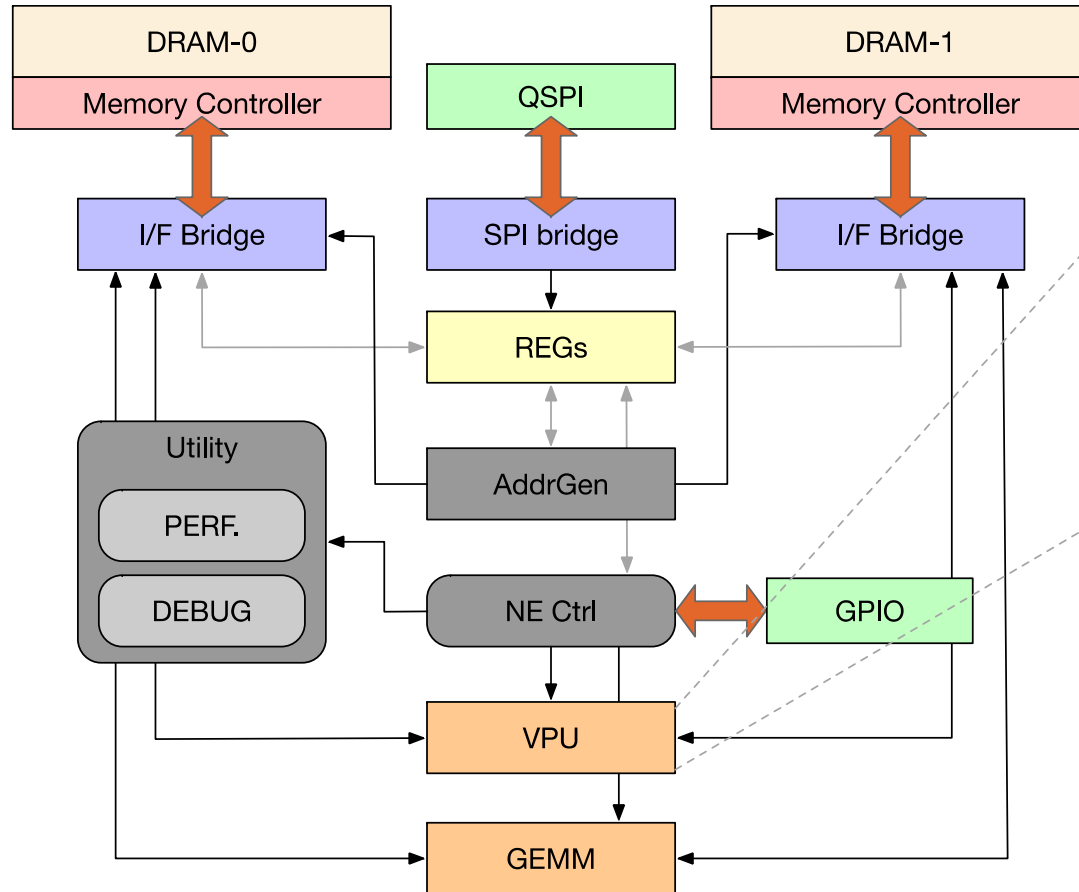 DRAM-0
DRAM-1
Memory Controller
QSPI
Memory Controller
I/F Bridge
SPI bridge
I/F Bridge
REGs
Utility
AddrGen
PERF.
DEBUG
NE Ctrl
GPIO
VPU
GEMM